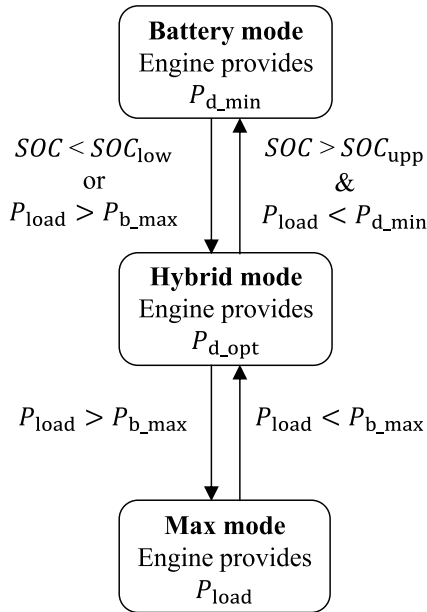 Battery mode
Engine provides
P_d_min
SOC < SOC_low
or
P_load > P_b_max
SOC > SOC_upp
&
P_load < P_d_min
Hybrid mode
Engine provides
P_d_opt
P_load > P_b_max
P_load < P_b_max
Max mode
Engine provides
P_load